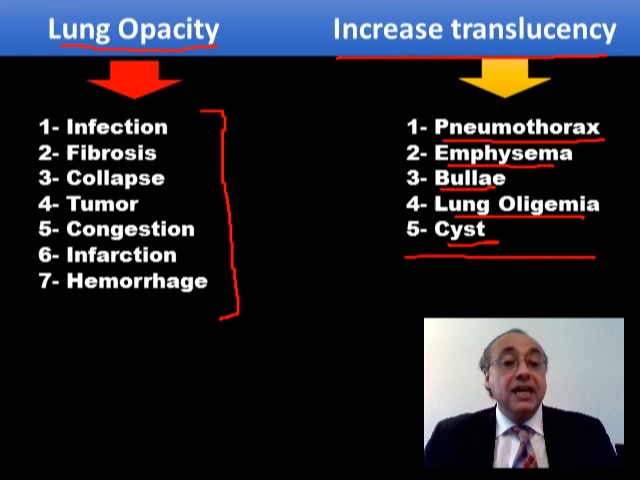 Lung Opacity
Increase translucency
1- Infection
2- Fibrosis
3- Collapse
4- Tumor
5- Congestion
6- Infarction
7- Hemorrhage
1- Pneumothorax
2- Emphysema
3- Bullae
4- Lung Oligemia
5- Cyst